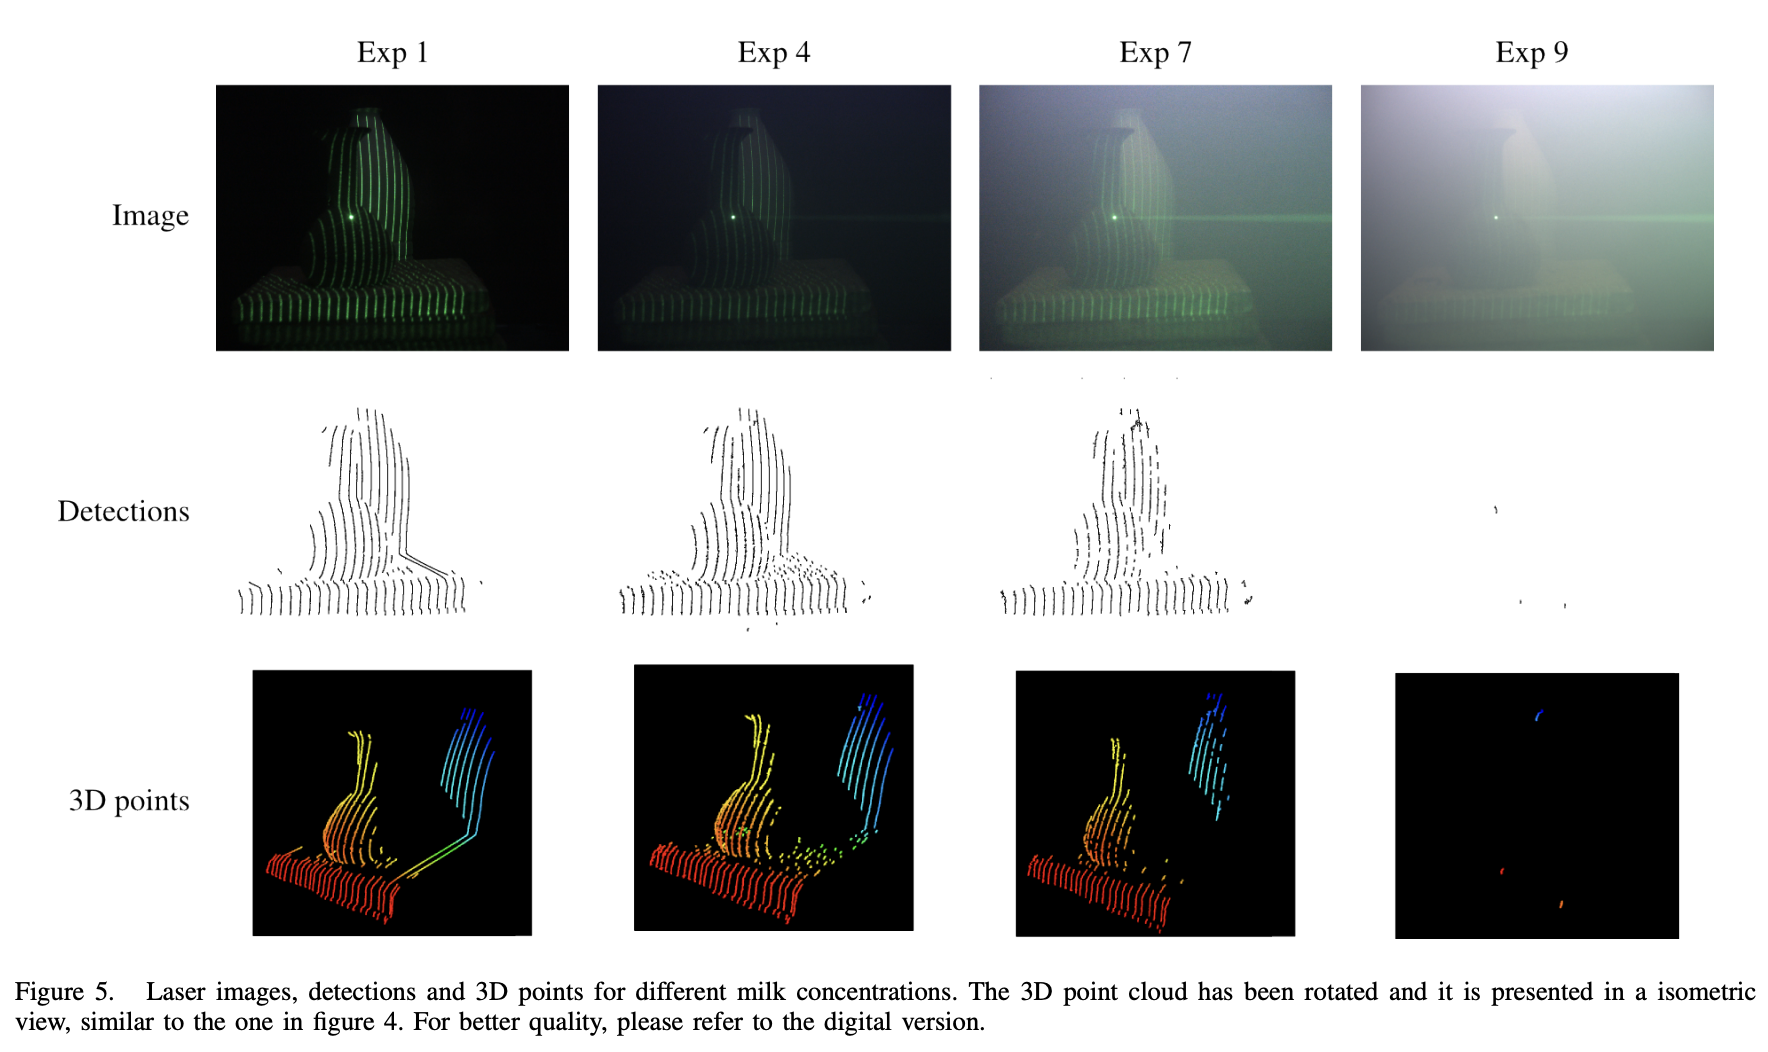 Exp 1 Exp 4 Exp 7 Exp 9
Image
Detections
3D points
Figure 5. Laser images, detections and 3D points for different milk concentrations. The 3D point cloud has been rotated and it is presented in a isometric
view, similar to the one in figure 4. For better quality, please refer to the digital version.